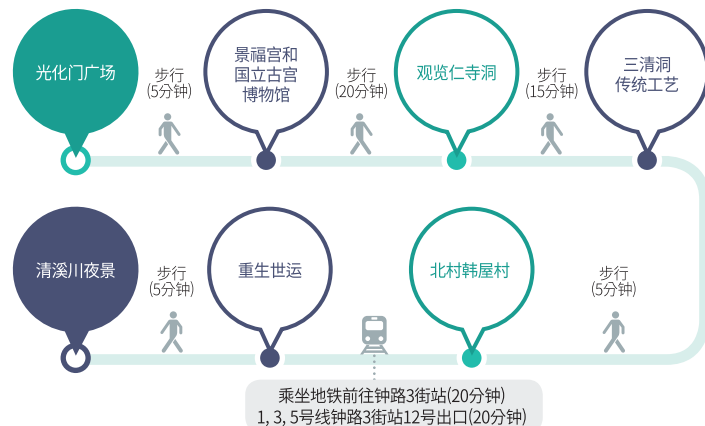 光化门广场
步行
(5分钟)
景福宫和
国立古宫
博物馆
步行
(20分钟)
观览仁寺洞
步行
(15分钟)
三清洞
传统工艺
清溪川夜景
步行
(5分钟)
重生世运
北村韩屋村
步行
(5分钟)
乘坐地铁前往钟路3街站(20分钟)
1, 3, 5号线钟路3街站12号出口(20分钟)